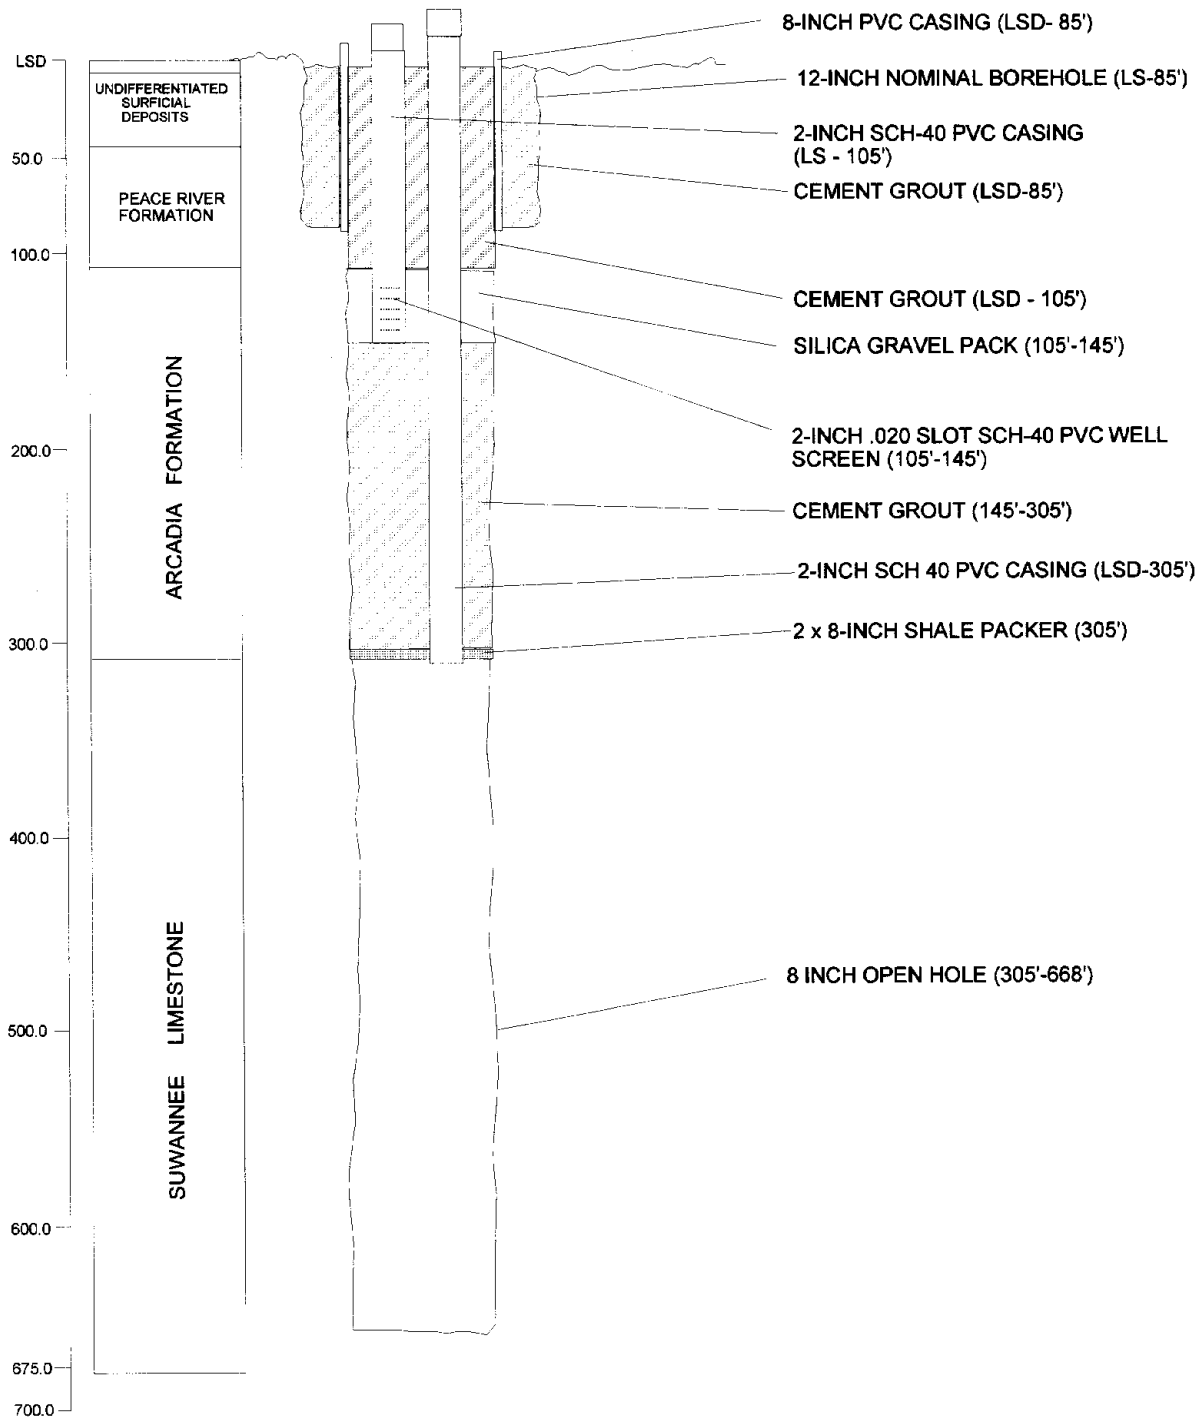 LSD
50.0
100.0
200.0
300.0
400.0
500.0
600.0
675.0
700.0
UNDIFFERENTIATED
SURFICIAL
DEPOSITS
PEACE RIVER
FORMATION
ARCADIA FORMATION
SUWANNEE LIMESTONE
8-INCH PVC CASING (LSD- 85')
12-INCH NOMINAL BOREHOLE (LS-85')
2-INCH SCH-40 PVC CASING
(LS - 105')
CEMENT GROUT (LSD-85')
CEMENT GROUT (LSD - 105')
SILICA GRAVEL PACK (105'-145')
2-INCH .020 SLOT SCH-40 PVC WELL
SCREEN (105'-145')
CEMENT GROUT (145'-305')
2-INCH SCH 40 PVC CASING (LSD-305')
2 x 8-INCH SHALE PACKER (305')
8 INCH OPEN HOLE (305'-668')